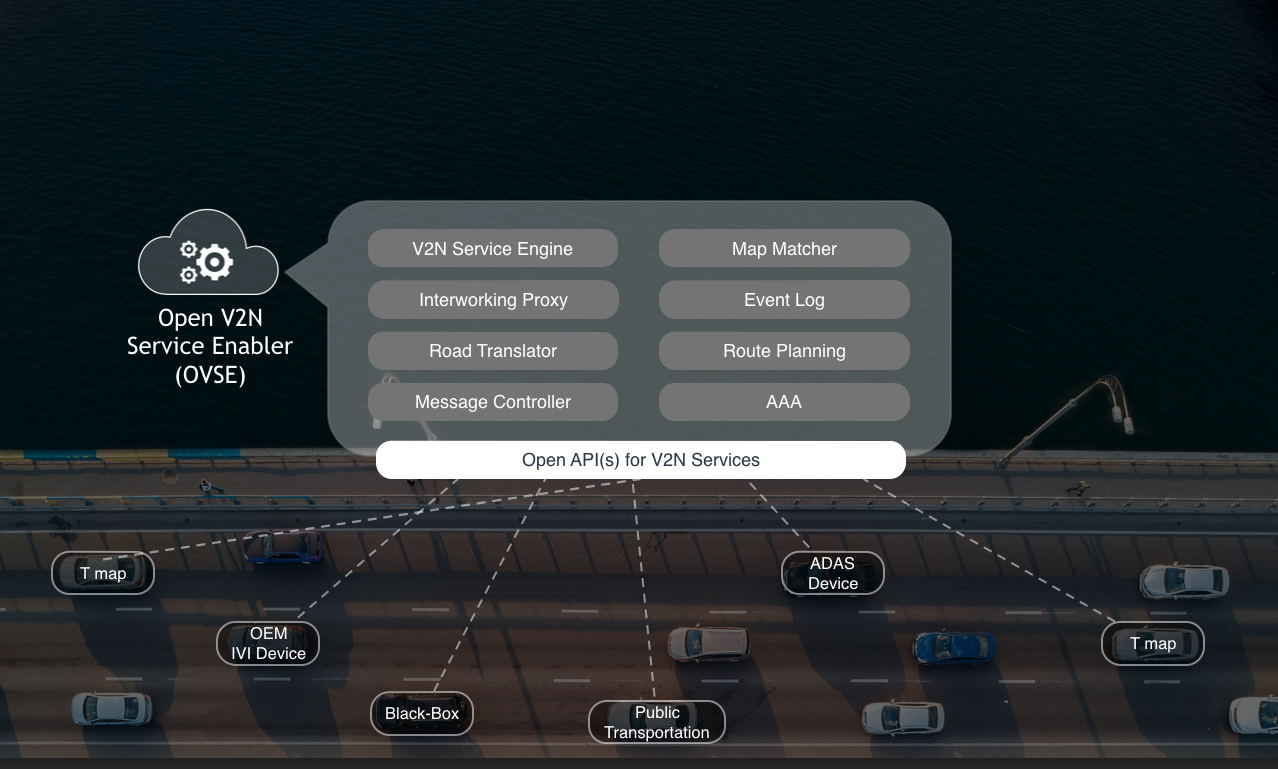 Open V2N
Service Enabler
(OVSE)
V2N Service Engine
Map Matcher
Interworking Proxy
Event Log
Road Translator
Route Planning
Message Controller
AAA
Open API(s) for V2N Services
T map
OEM
IVI Device
Black-Box
Public
Transportation
ADAS
Device
T map